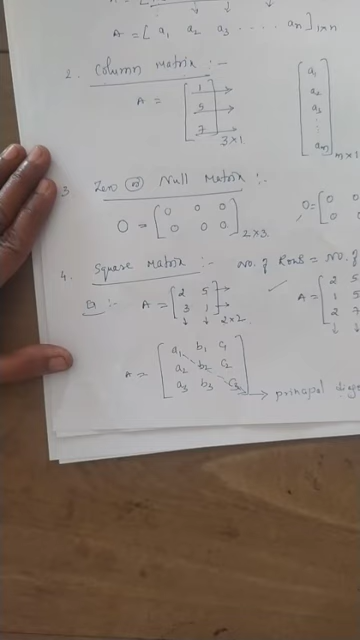 A = [ a1 a2 a3 ..... an ]1×n
2. Column Matrix :-
A = [ 1
5
7 ] 3×1
[ a1
a2
a3
⋮
am ] m×1
3. Zero (or) Null Matrix :-
O = [ 0 0 0
0 0 0 ] 2×3
, O = [ 0 0
0 0
4. Square Matrix :- No. of Rows = No. of
Ex :- A = [ 2 5
3 1 ] 2×2
A = [ 2 5
1 5
2 7
A = [ a1 b1 c1
a2 b2 c2
a3 b3 c3 ] → principal